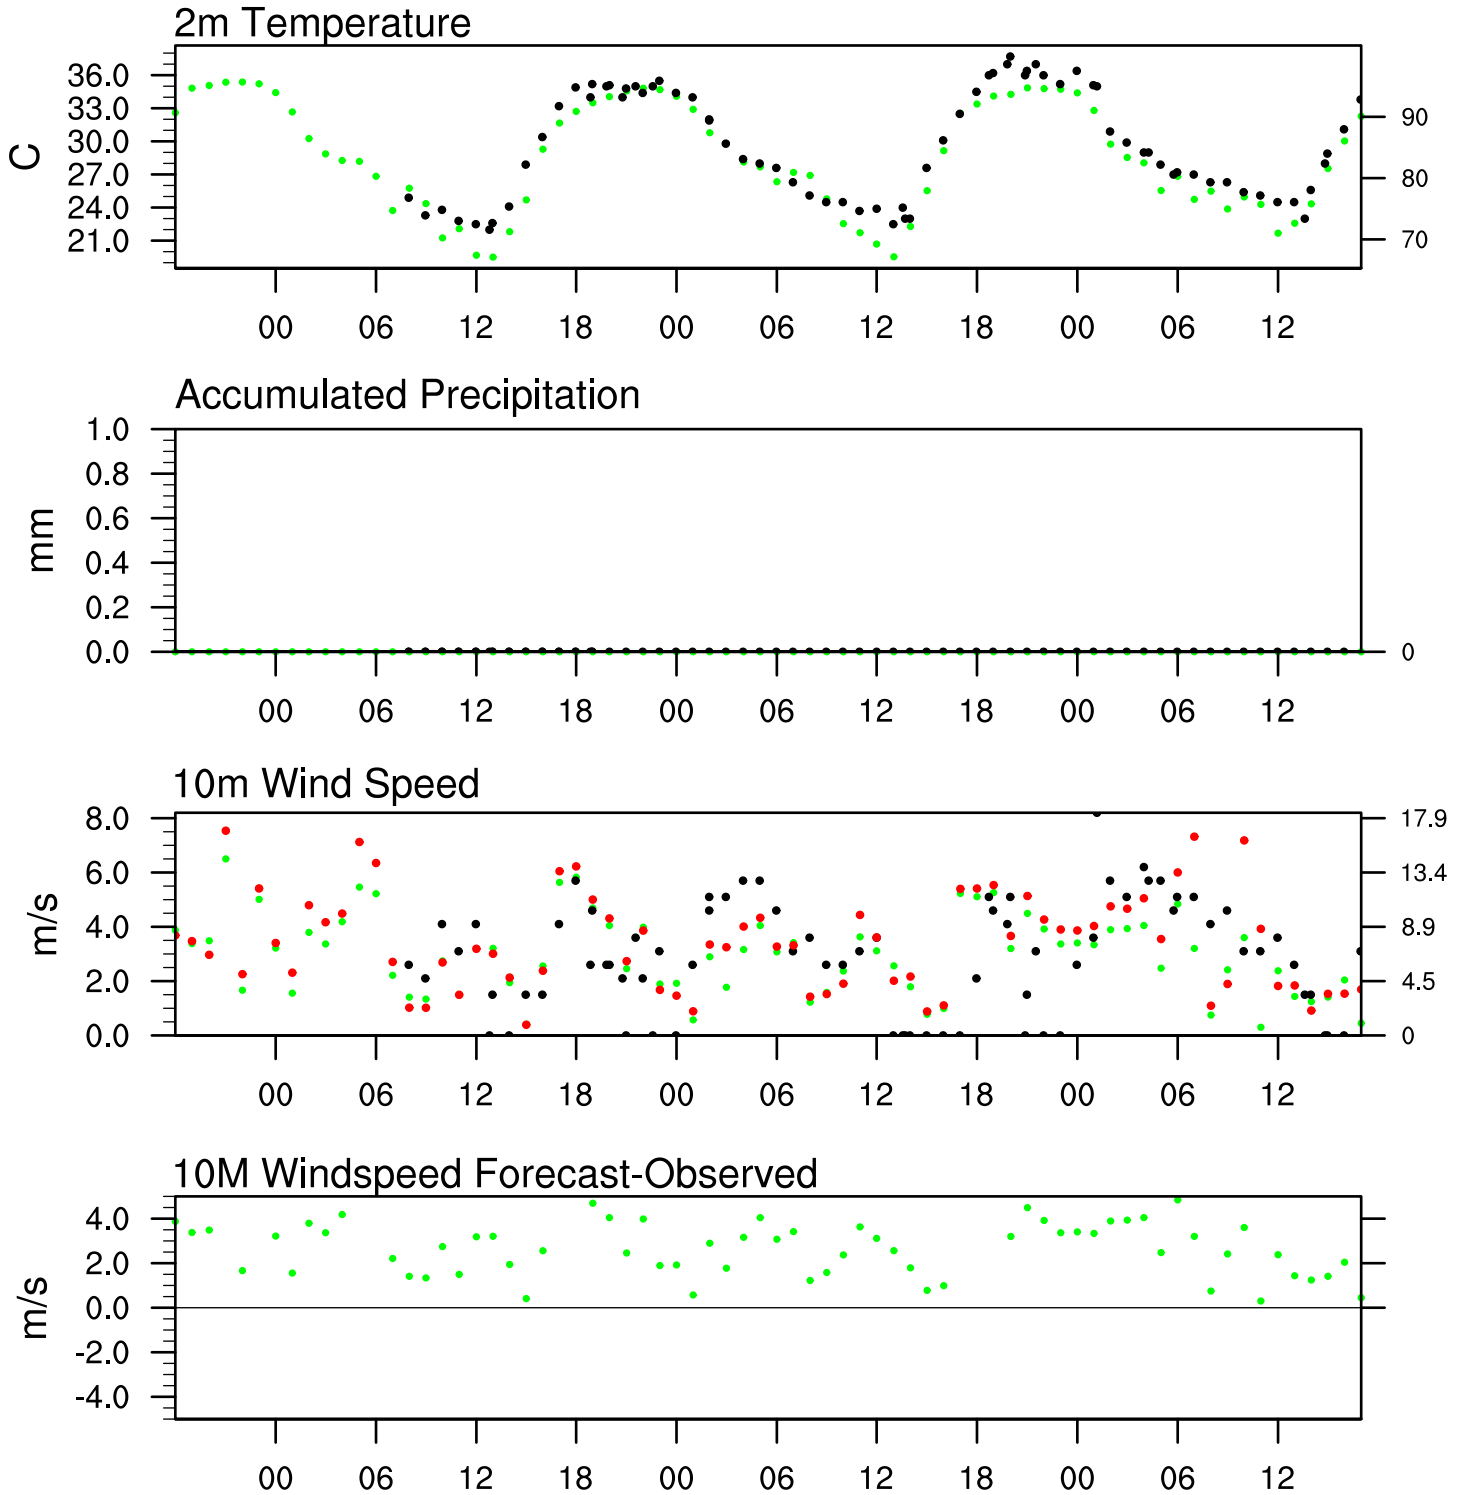 2m Temperature
36.0
33.0
30.0
27.0
24.0
21.0
C
90
80
70
00 06 12 18 00 06 12 18 00 06 12
Accumulated Precipitation
1.0
0.8
0.6
0.4
0.2
0.0
mm
0
00 06 12 18 00 06 12 18 00 06 12
10m Wind Speed
8.0
6.0
4.0
2.0
0.0
m/s
17.9
13.4
8.9
4.5
0
00 06 12 18 00 06 12 18 00 06 12
10M Windspeed Forecast-Observed
4.0
2.0
0.0
-2.0
-4.0
m/s
00 06 12 18 00 06 12 18 00 06 12